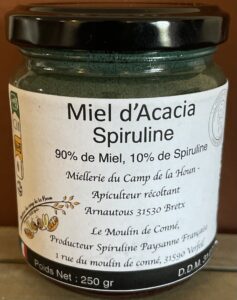 Miel d'Acacia
Spiruline
90% de Miel, 10% de Spiruline
Miellerie du Camp de la Houn -
Apiculteur récoltant
Arnautous 31530 Bretx
Le Moulin de Conné,
Producteur Spiruline Paysanne Française
1 rue du moulin de conné, 31590 Verfeil
Poids Net : 250 gr
D.D.M.